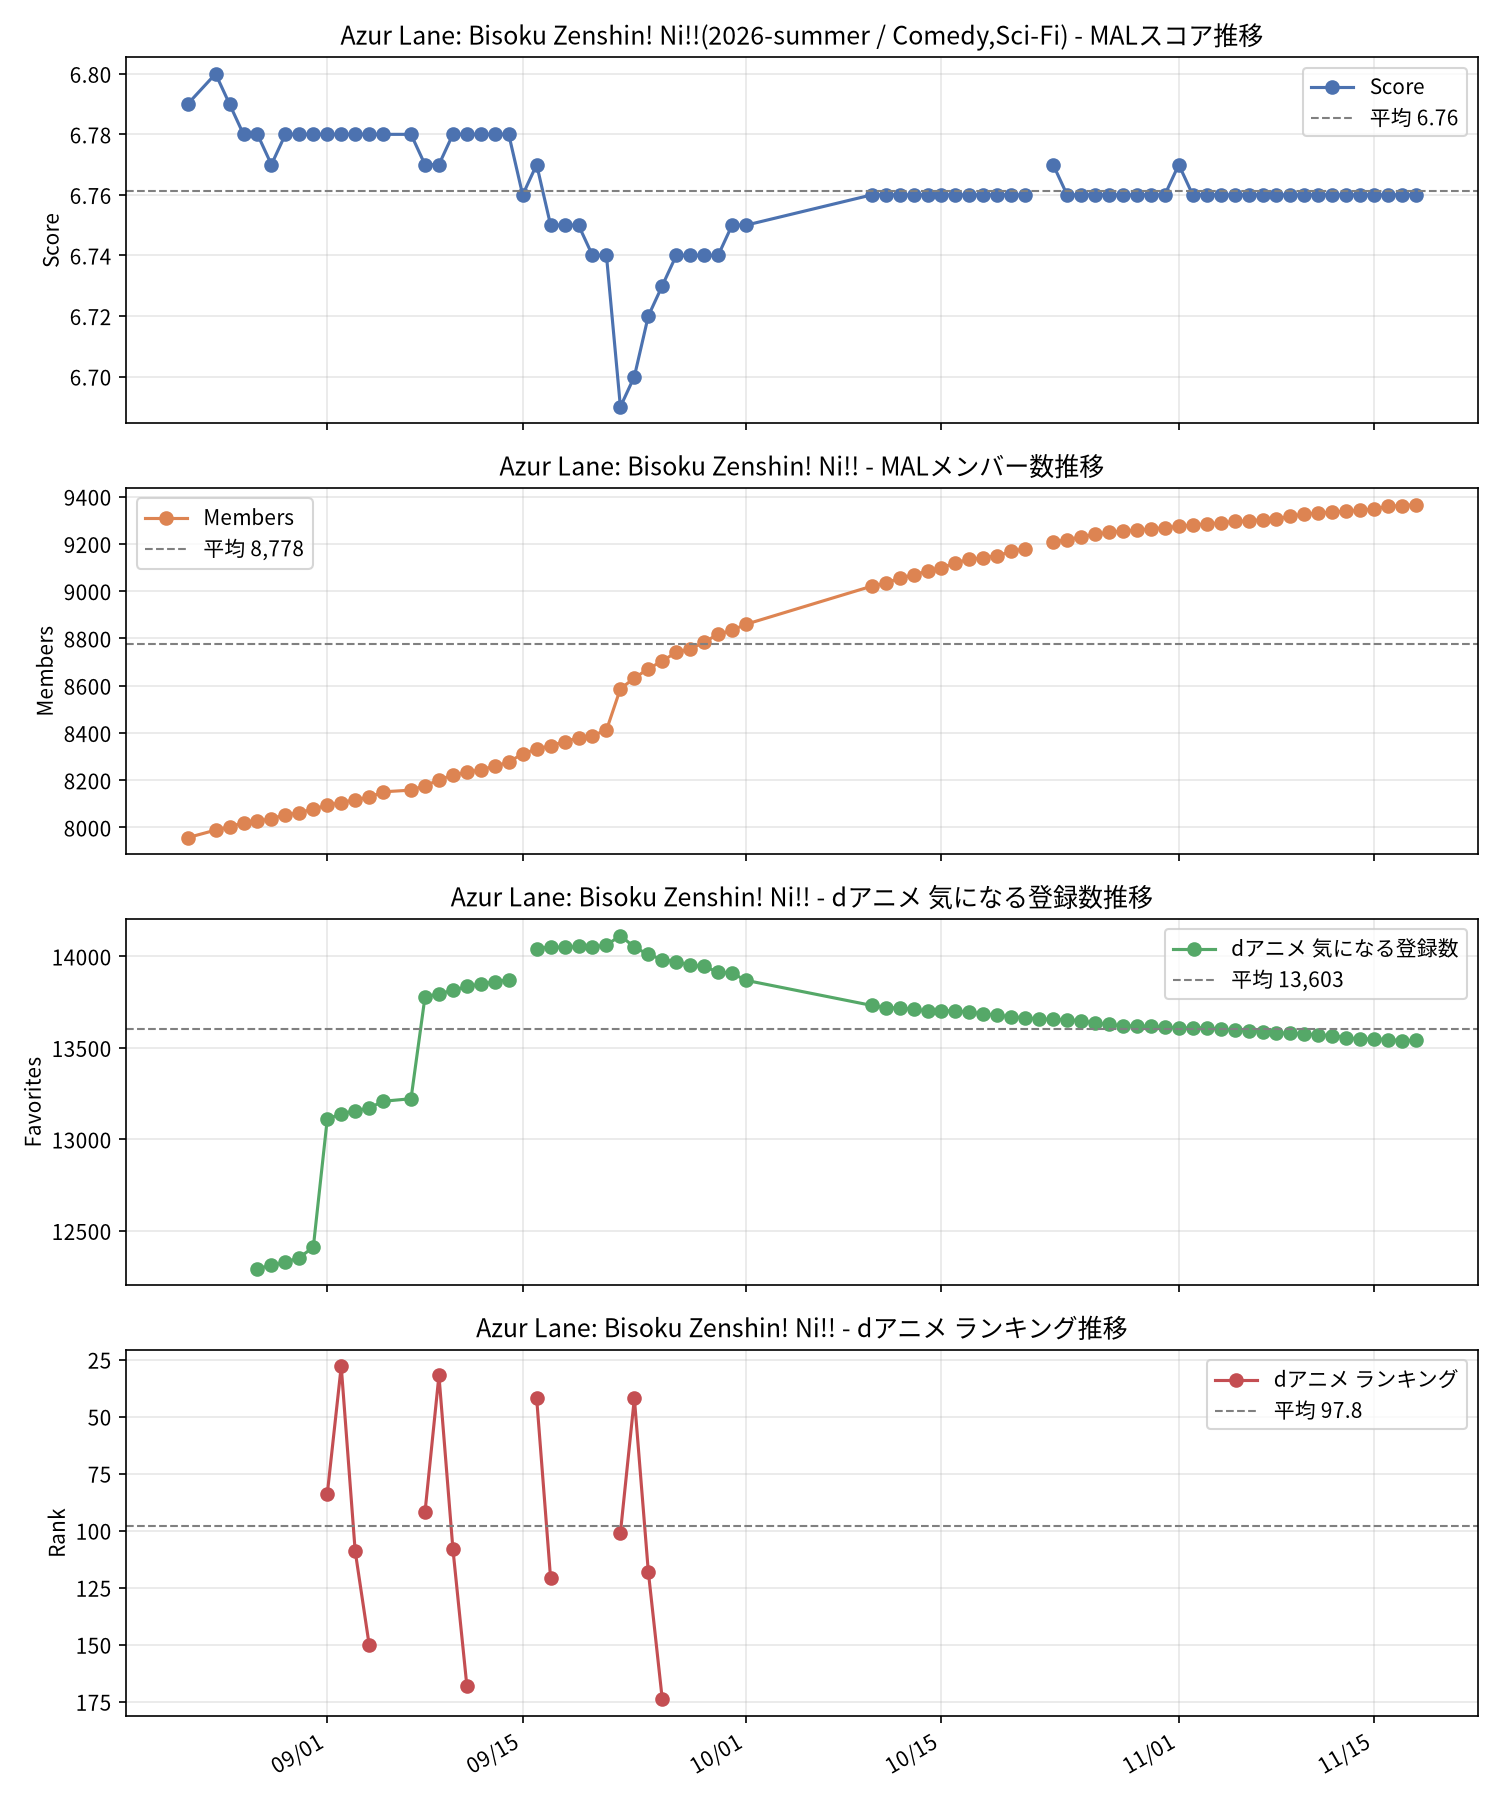 Azur Lane: Bisoku Zenshin! Ni!!(2026-summer / Comedy,Sci-Fi) - MALスコア推移
6.80
6.78
6.76
6.74
6.72
6.70
Score
Score
平均 6.76
Azur Lane: Bisoku Zenshin! Ni!! - MALメンバー数推移
9400
9200
9000
8800
8600
8400
8200
8000
Members
Members
平均 8,778
Azur Lane: Bisoku Zenshin! Ni!! - dアニメ 気になる登録数推移
14000
13500
13000
12500
Favorites
dアニメ 気になる登録数
平均 13,603
Azur Lane: Bisoku Zenshin! Ni!! - dアニメ ランキング推移
25
50
75
100
125
150
175
Rank
dアニメ ランキング
平均 97.8
09/01
09/15
10/01
10/15
11/01
11/15